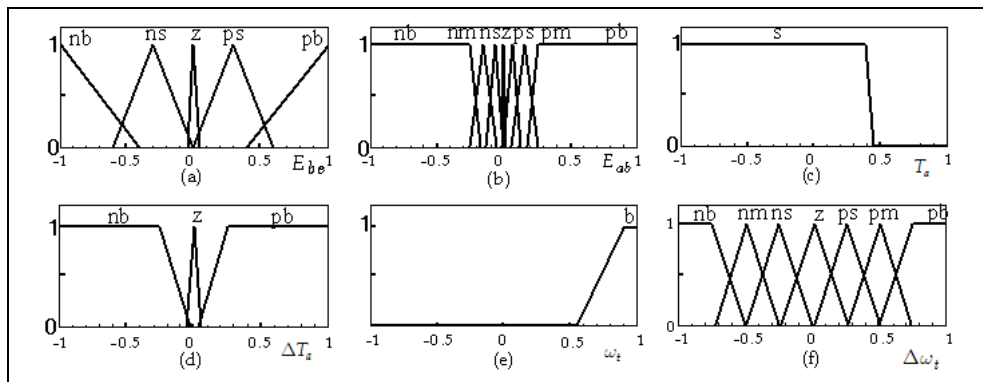 nb ns z ps pb
1
0
-1 -0.5 0 0.5 1
E_be
(a)
nb nm ns z ps pm pb
1
0
-1 -0.5 0 0.5 1
E_ab
(b)
s
1
0
-1 -0.5 0 0.5 1
T_s
(c)
nb z pb
1
0
-1 -0.5 0 0.5 1
ΔT_s
(d)
b
1
0
-1 -0.5 0 0.5 1
ω_t
(e)
nb nm ns z ps pm pb
1
0
-1 -0.5 0 0.5 1
Δω_t
(f)